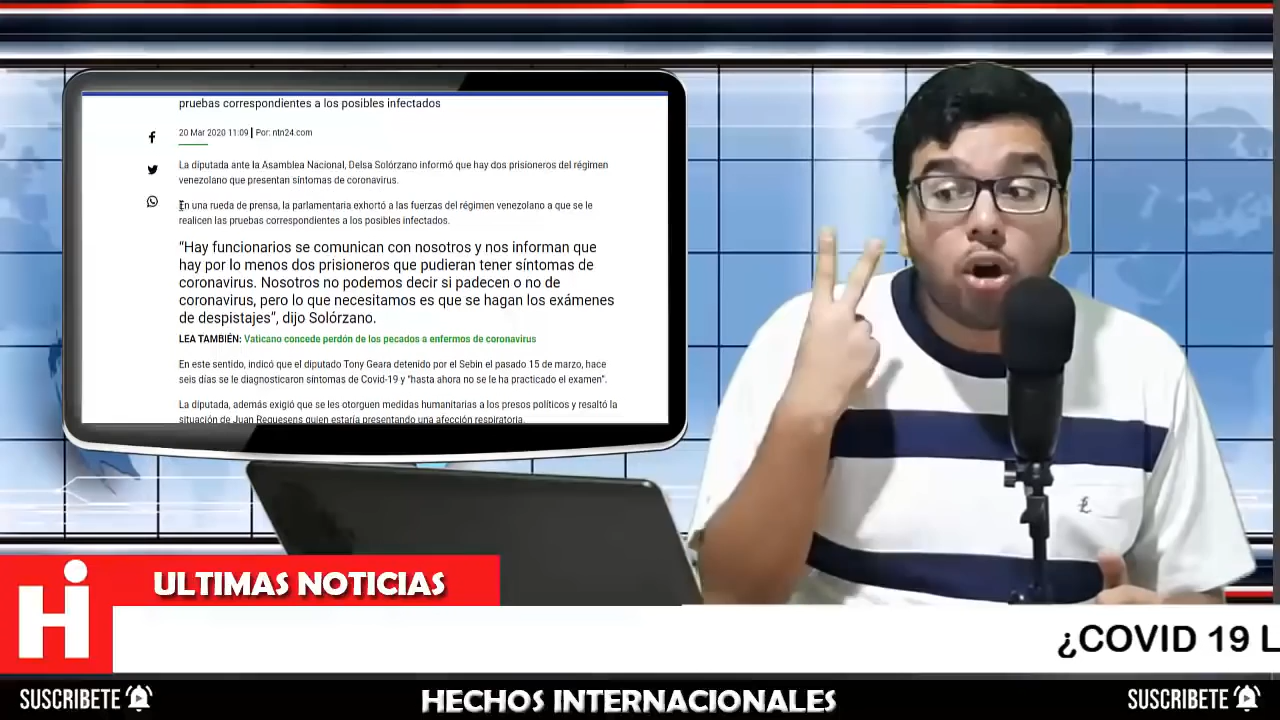 pruebas correspondientes a los posibles infectados
20 Mar 2020 11:09 | Por: ntn24.com
La diputada ante la Asamblea Nacional, Delsa Solórzano informó que hay dos prisioneros del régimen
venezolano que presentan síntomas de coronavirus.
En una rueda de prensa, la parlamentaria exhortó a las fuerzas del régimen venezolano a que se le
realicen las pruebas correspondientes a los posibles infectados.
“Hay funcionarios se comunican con nosotros y nos informan que
hay por lo menos dos prisioneros que pudieran tener síntomas de
coronavirus. Nosotros no podemos decir si padecen o no de
coronavirus, pero lo que necesitamos es que se hagan los exámenes
de despistajes”, dijo Solórzano.
LEA TAMBIÉN: Vaticano concede perdón de los pecados a enfermos de coronavirus
En este sentido, indicó que el diputado Tony Geara detenido por el Sebin el pasado 15 de marzo, hace
seis días se le diagnosticaron síntomas de Covid-19 y “hasta ahora no se le ha practicado el examen”.
La diputada, además exigió que se les otorguen medidas humanitarias a los presos políticos y resaltó la
situación de Juan Requesens quien estaría presentando una afección respiratoria.
Hi
ULTIMAS NOTICIAS
¿COVID 19 L
SUSCRIBETE
HECHOS INTERNACIONALES
SUSCRIBETE